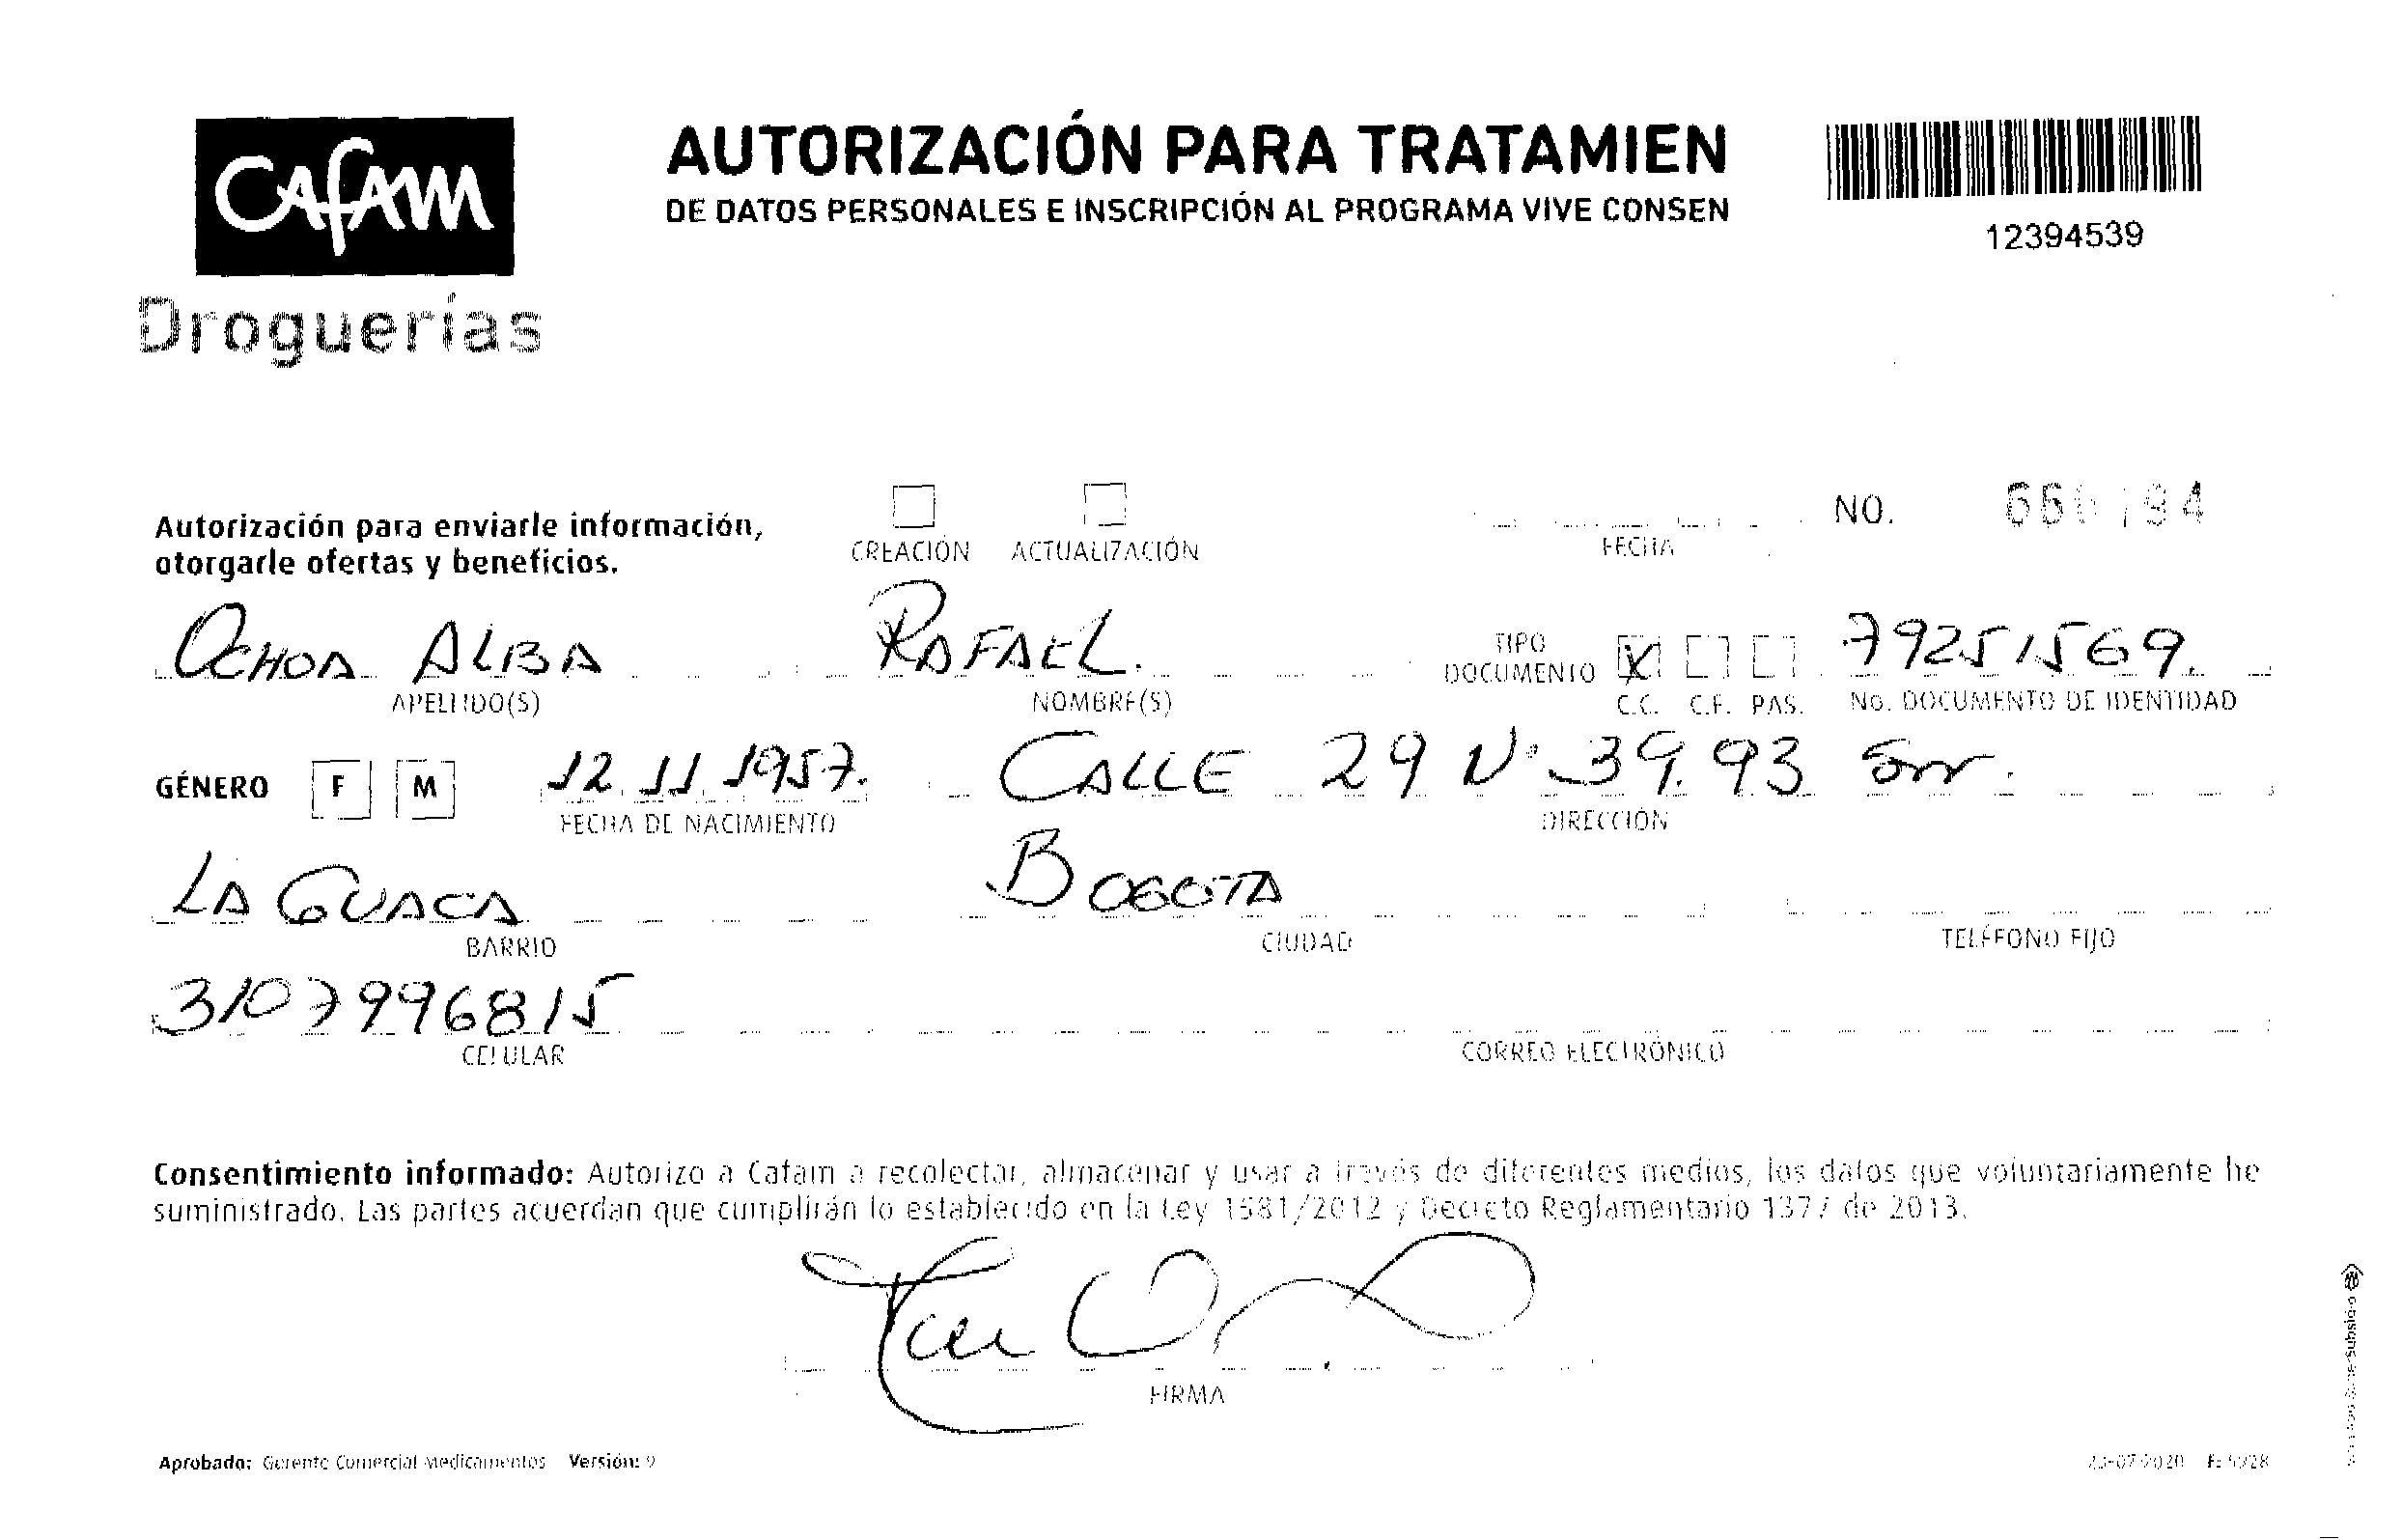 CAFAM
Droguerías
AUTORIZACIÓN PARA TRATAMIEN
DE DATOS PERSONALES E INSCRIPCIÓN AL PROGRAMA VIVE CONSEN
12394539
Autorización para enviarle información,
otorgarle ofertas y beneficios.
CREACIÓN ACTUALIZACIÓN
FECHA
NO.
OCHOA ALBA RAFAEL.
TIPO
DOCUMENTO X 79251569.
APELLIDO(S) NOMBRE(S) C.C. C.E. PAS. No. DOCUMENTO DE IDENTIDAD
GÉNERO F M 12.11.1957. CALLE 29 Nº 39.93 Sur.
FECHA DE NACIMIENTO DIRECCIÓN
LA GUACA BOGOTA
BARRIO CIUDAD TELÉFONO FIJO
3107996815
CELULAR CORREO ELECTRÓNICO
Consentimiento informado: Autorizo a Cafam a recolectar, almacenar y usar a través de diferentes medios, los datos que voluntariamente he
suministrado. Las partes acuerdan que cumplirán lo establecido en la Ley 1581/2012 y Decreto Reglamentario 1377 de 2013.
FIRMA
Aprobado: Gerente Comercial Medicamentos Versión: 9